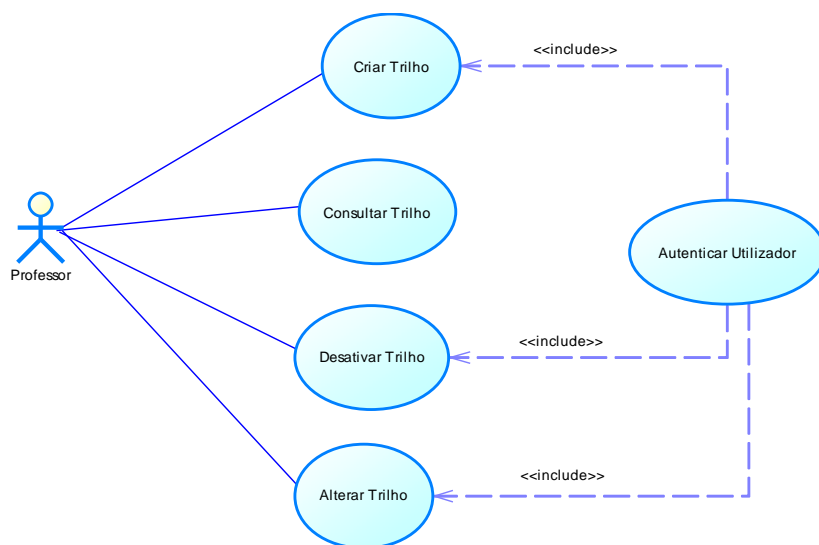 <<include>>
Criar Trilho
Consultar Trilho
Autenticar Utilizador
Professor
<<include>>
Desativar Trilho
<<include>>
Alterar Trilho